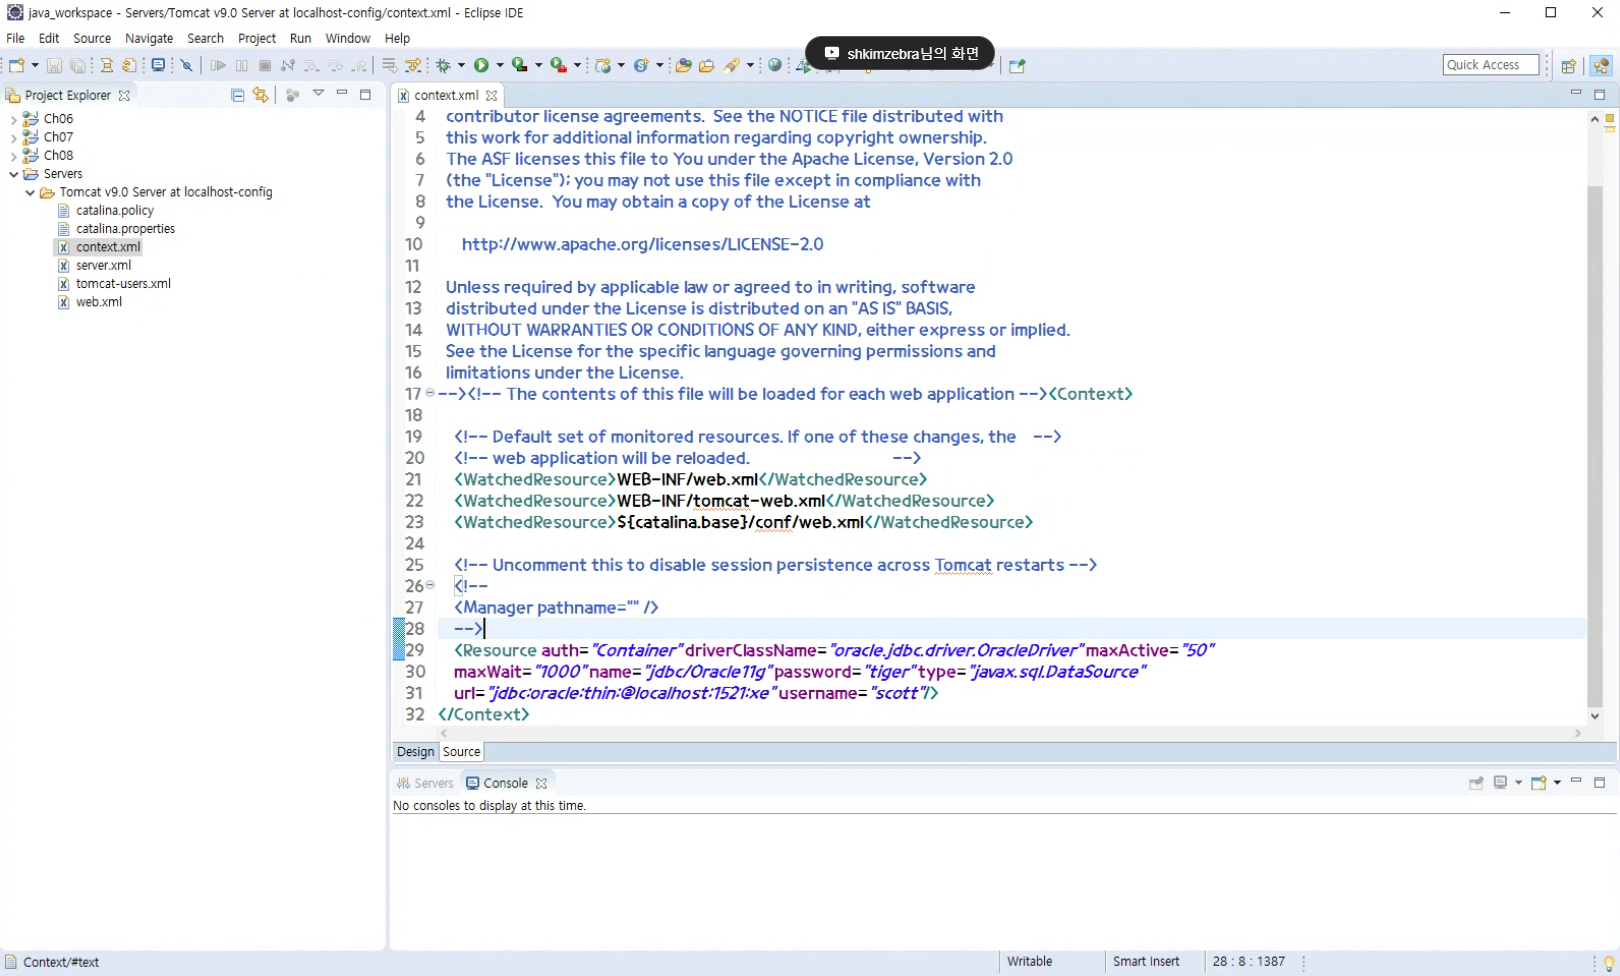 java_workspace - Servers/Tomcat v9.0 Server at localhost-config/context.xml - Eclipse IDE
File Edit Source Navigate Search Project Run Window Help
shkimzebra님의 화면
Quick Access
Project Explorer
Ch06
Ch07
Ch08
Servers
Tomcat v9.0 Server at localhost-config
catalina.policy
catalina.properties
context.xml
server.xml
tomcat-users.xml
web.xml
context.xml
4 contributor license agreements.  See the NOTICE file distributed with
5 this work for additional information regarding copyright ownership.
6 The ASF licenses this file to You under the Apache License, Version 2.0
7 (the "License"); you may not use this file except in compliance with
8 the License.  You may obtain a copy of the License at
9
10 http://www.apache.org/licenses/LICENSE-2.0
11
12 Unless required by applicable law or agreed to in writing, software
13 distributed under the License is distributed on an "AS IS" BASIS,
14 WITHOUT WARRANTIES OR CONDITIONS OF ANY KIND, either express or implied.
15 See the License for the specific language governing permissions and
16 limitations under the License.
17 --><!-- The contents of this file will be loaded for each web application --><Context>
18
19 <!-- Default set of monitored resources. If one of these changes, the   -->
20 <!-- web application will be reloaded.                   -->
21 <WatchedResource>WEB-INF/web.xml</WatchedResource>
22 <WatchedResource>WEB-INF/tomcat-web.xml</WatchedResource>
23 <WatchedResource>${catalina.base}/conf/web.xml</WatchedResource>
24
25 <!-- Uncomment this to disable session persistence across Tomcat restarts -->
26 <!--
27 <Manager pathname="" />
28 -->
29 <Resource auth="Container"driverClassName="oracle.jdbc.driver.OracleDriver"maxActive="50"
30 maxWait="1000"name="jdbc/Oracle11g"password="tiger"type="javax.sql.DataSource"
31 url="jdbc:oracle:thin:@localhost:1521:xe"username="scott"/>
32 </Context>
Design Source
Servers Console
No consoles to display at this time.
Context/#text Writable Smart Insert 28 : 8 : 1387